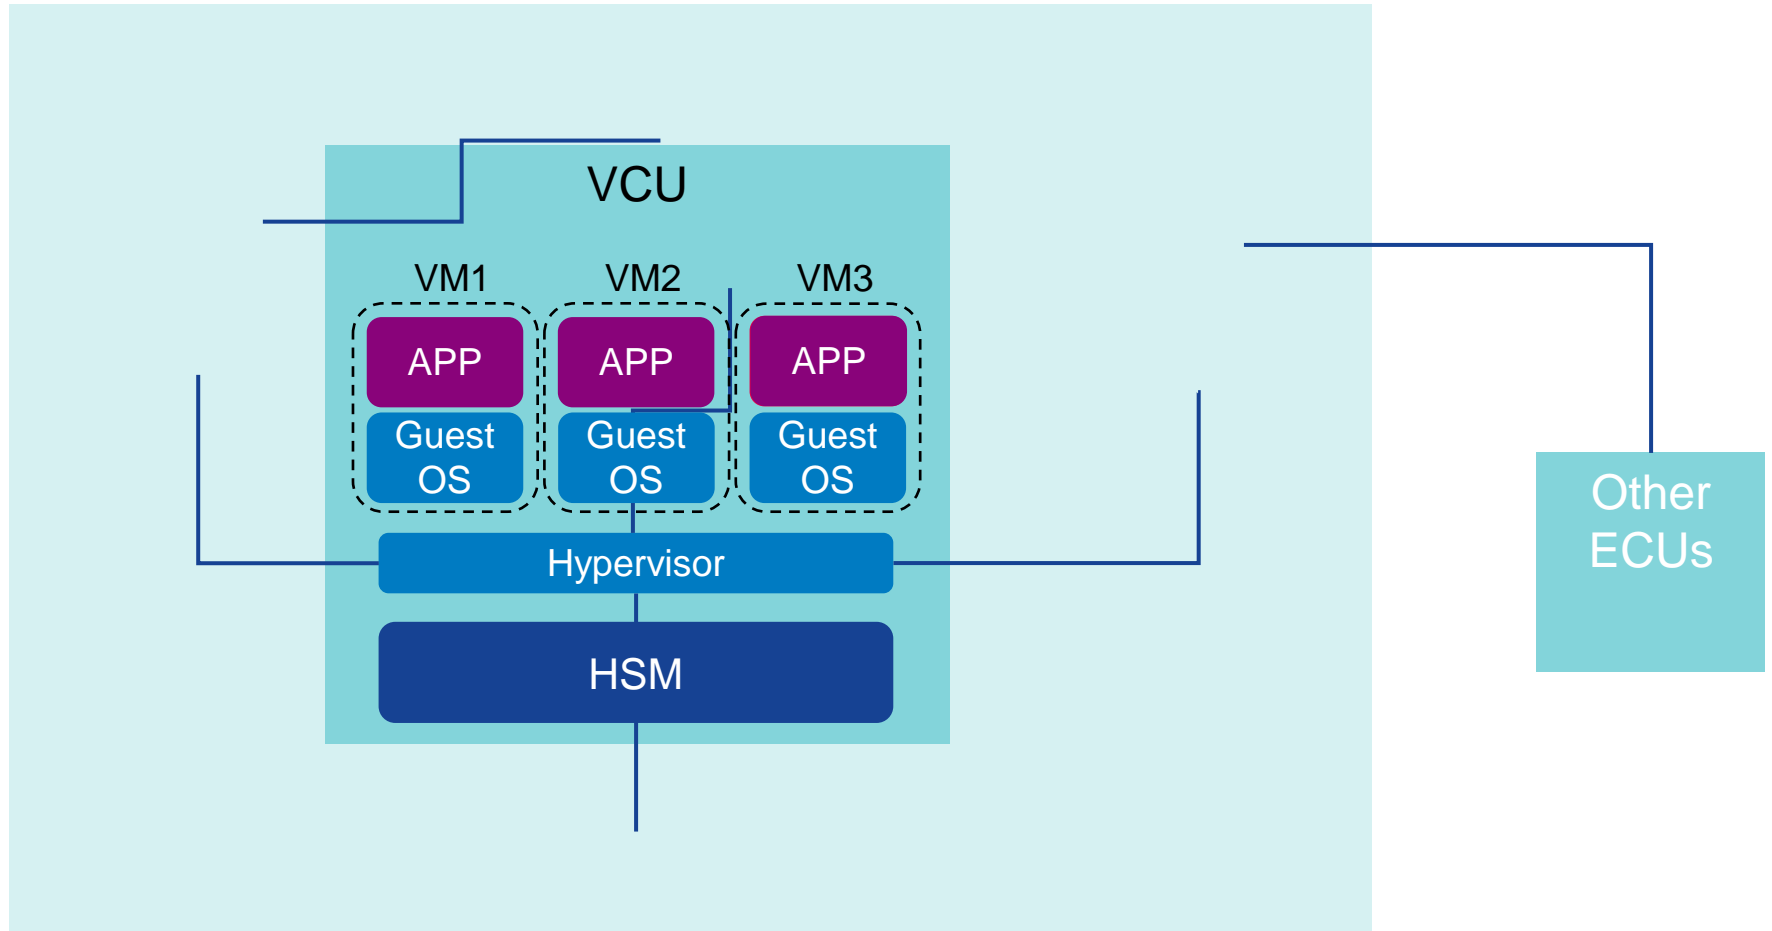 VCU
VM1
VM2
VM3
APP
APP
APP
Guest
OS
Guest
OS
Guest
OS
Hypervisor
HSM
Other
ECUs